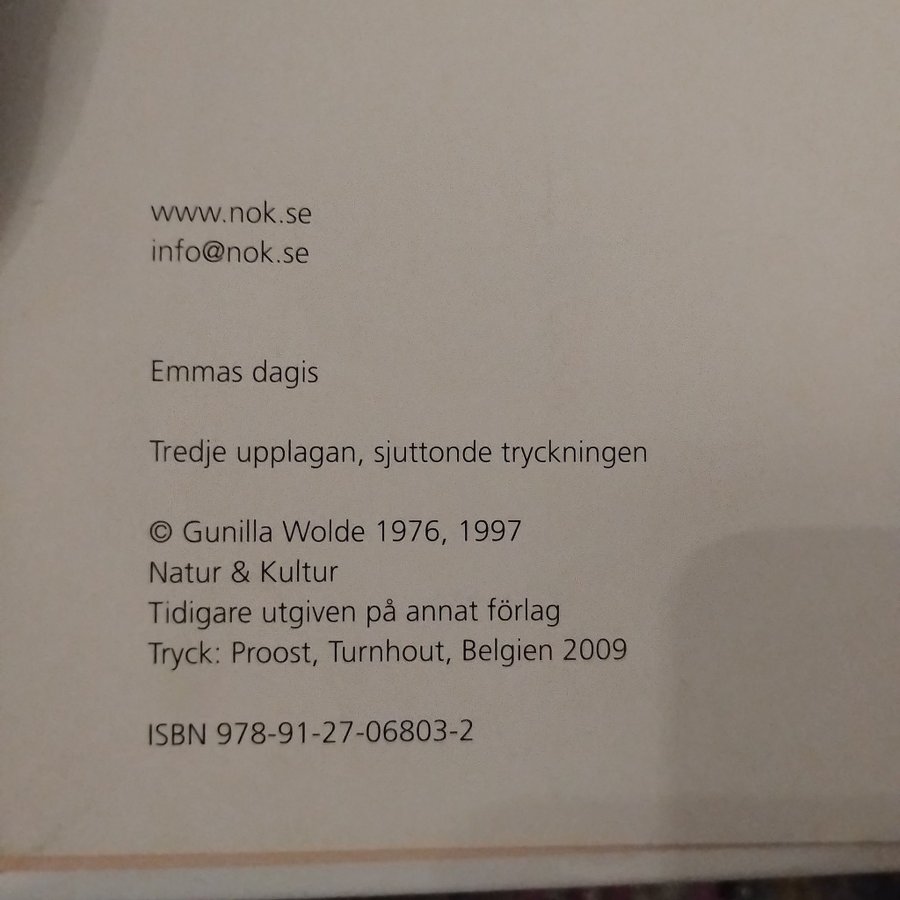 www.nok.se
info@nok.se
Emmas dagis
Tredje upplagan, sjuttonde tryckningen
© Gunilla Wolde 1976, 1997
Natur & Kultur
Tidigare utgiven på annat förlag
Tryck: Proost, Turnhout, Belgien 2009
ISBN 978-91-27-06803-2